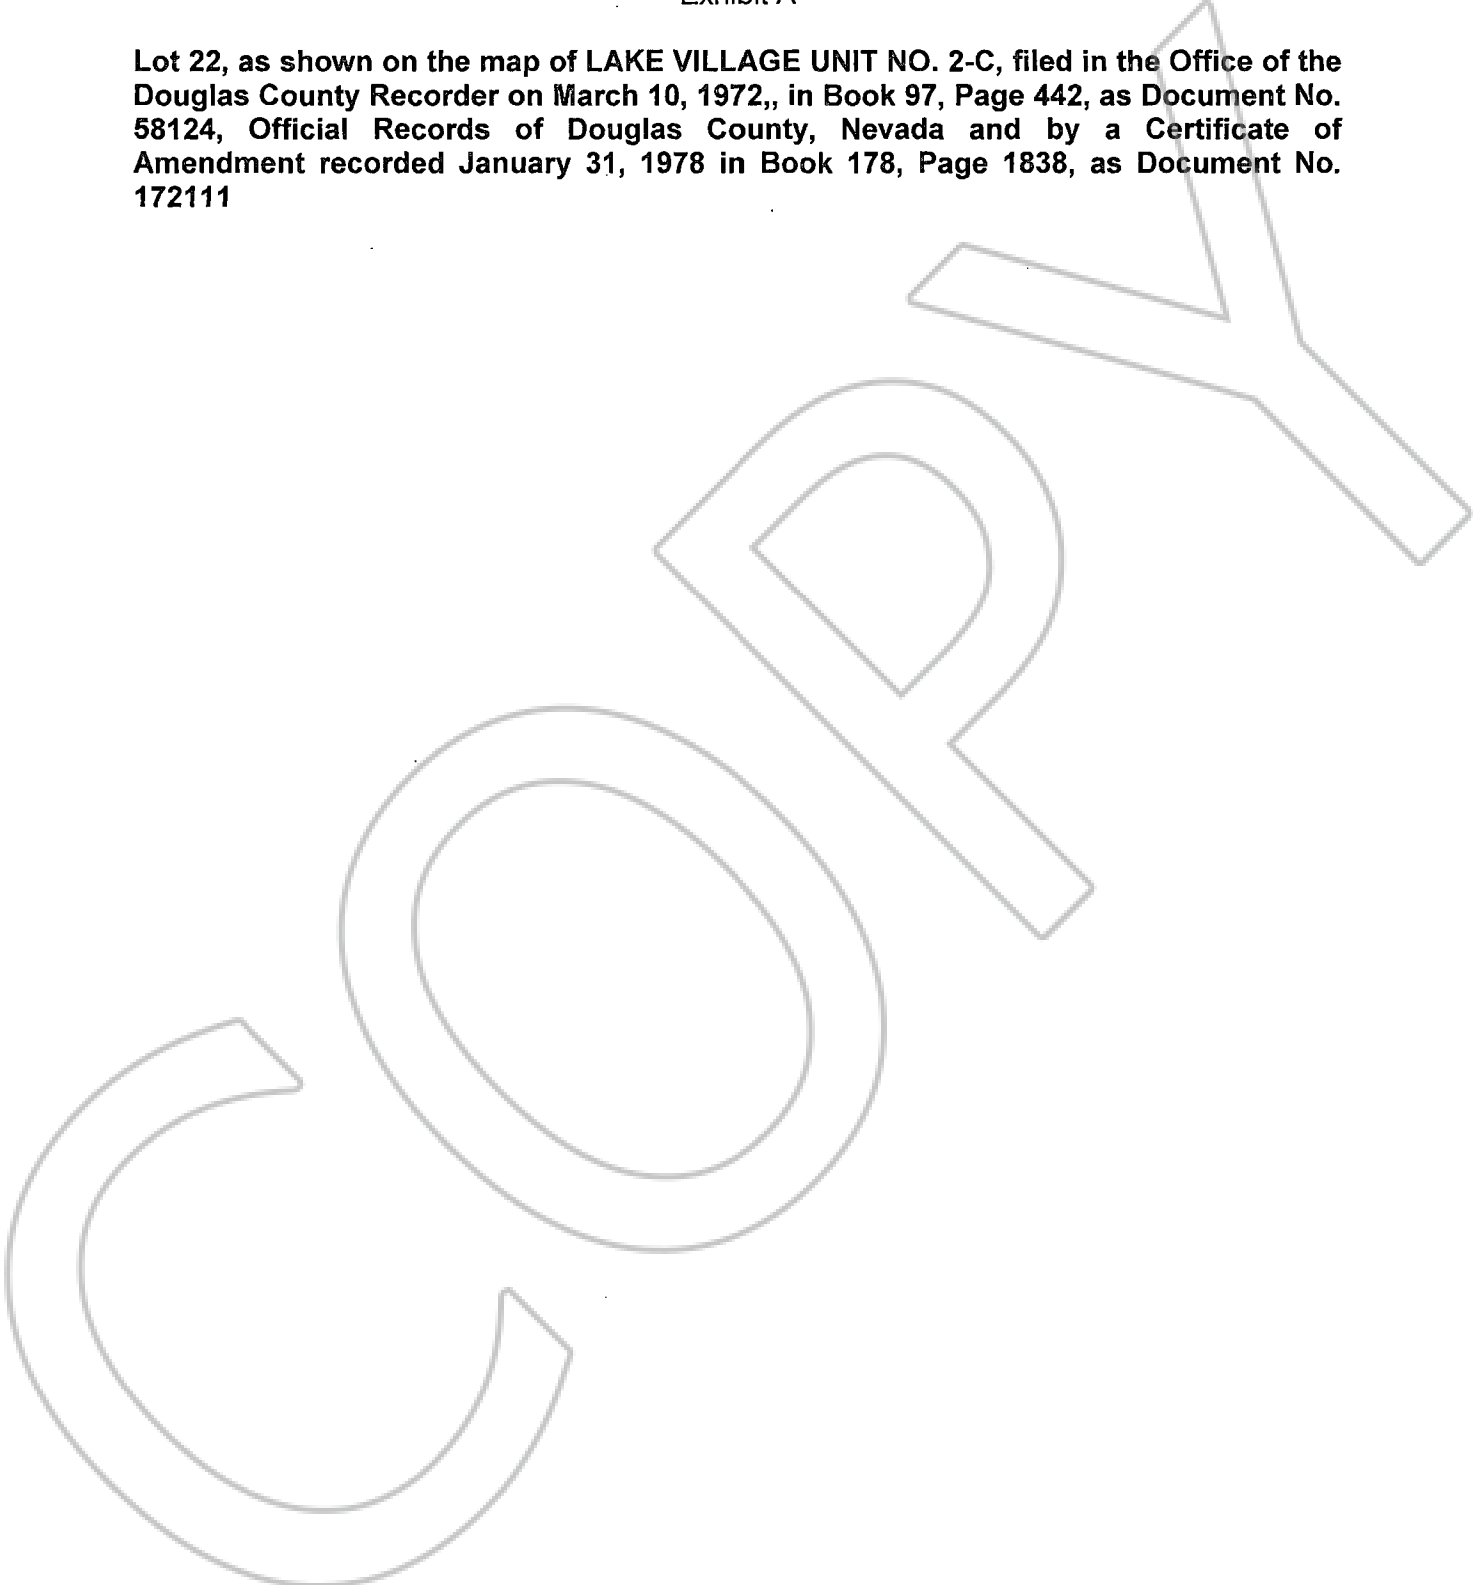 Exhibit A
Lot 22, as shown on the map of LAKE VILLAGE UNIT NO. 2-C, filed in the Office of the
Douglas County Recorder on March 10, 1972,, in Book 97, Page 442, as Document No.
58124, Official Records of Douglas County, Nevada and by a Certificate of
Amendment recorded January 31, 1978 in Book 178, Page 1838, as Document No.
172111
COPY